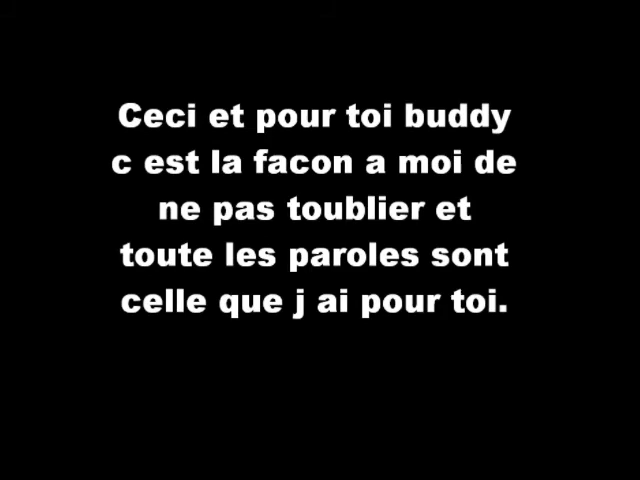 Ceci et pour toi buddy
c est la facon a moi de
ne pas toublier et
toute les paroles sont
celle que j ai pour toi.